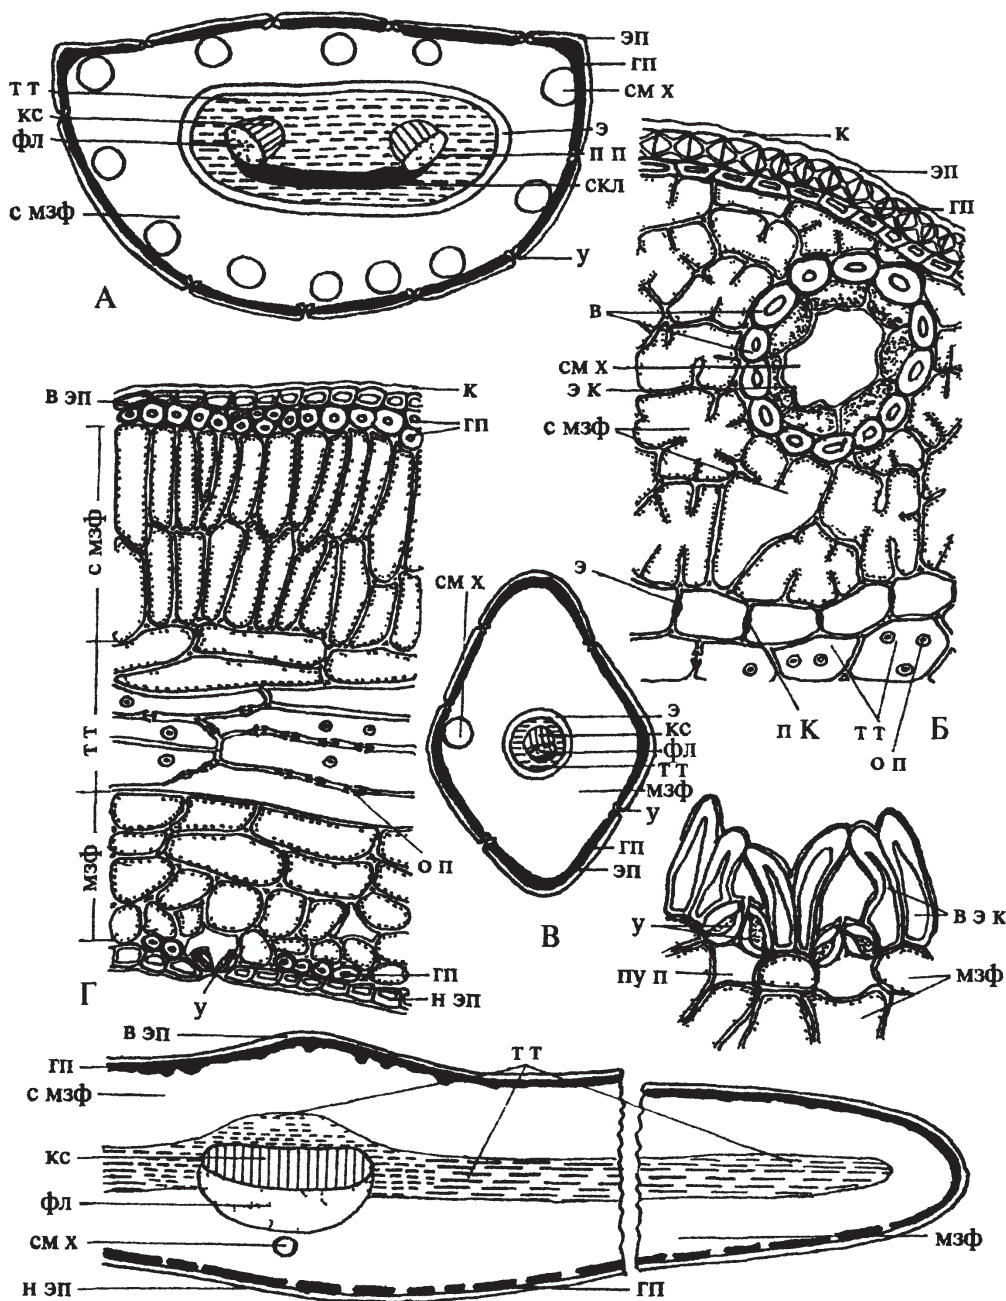 эп
гп
см х
т т
кс
фл
э
п п
скл
с мзф
у
А
к
эп
гп
в
см х
э к
с мзф
э
п К
т т
о п
Б
в эп
к
гп
с мзф
т т
мзф
о п
гп
н эп
у
Г
см х
э
кс
фл
т т
мзф
у
гп
эп
В
у
в э к
пу п
мзф
в эп
гп
с мзф
т т
кс
фл
см х
мзф
н эп
гп